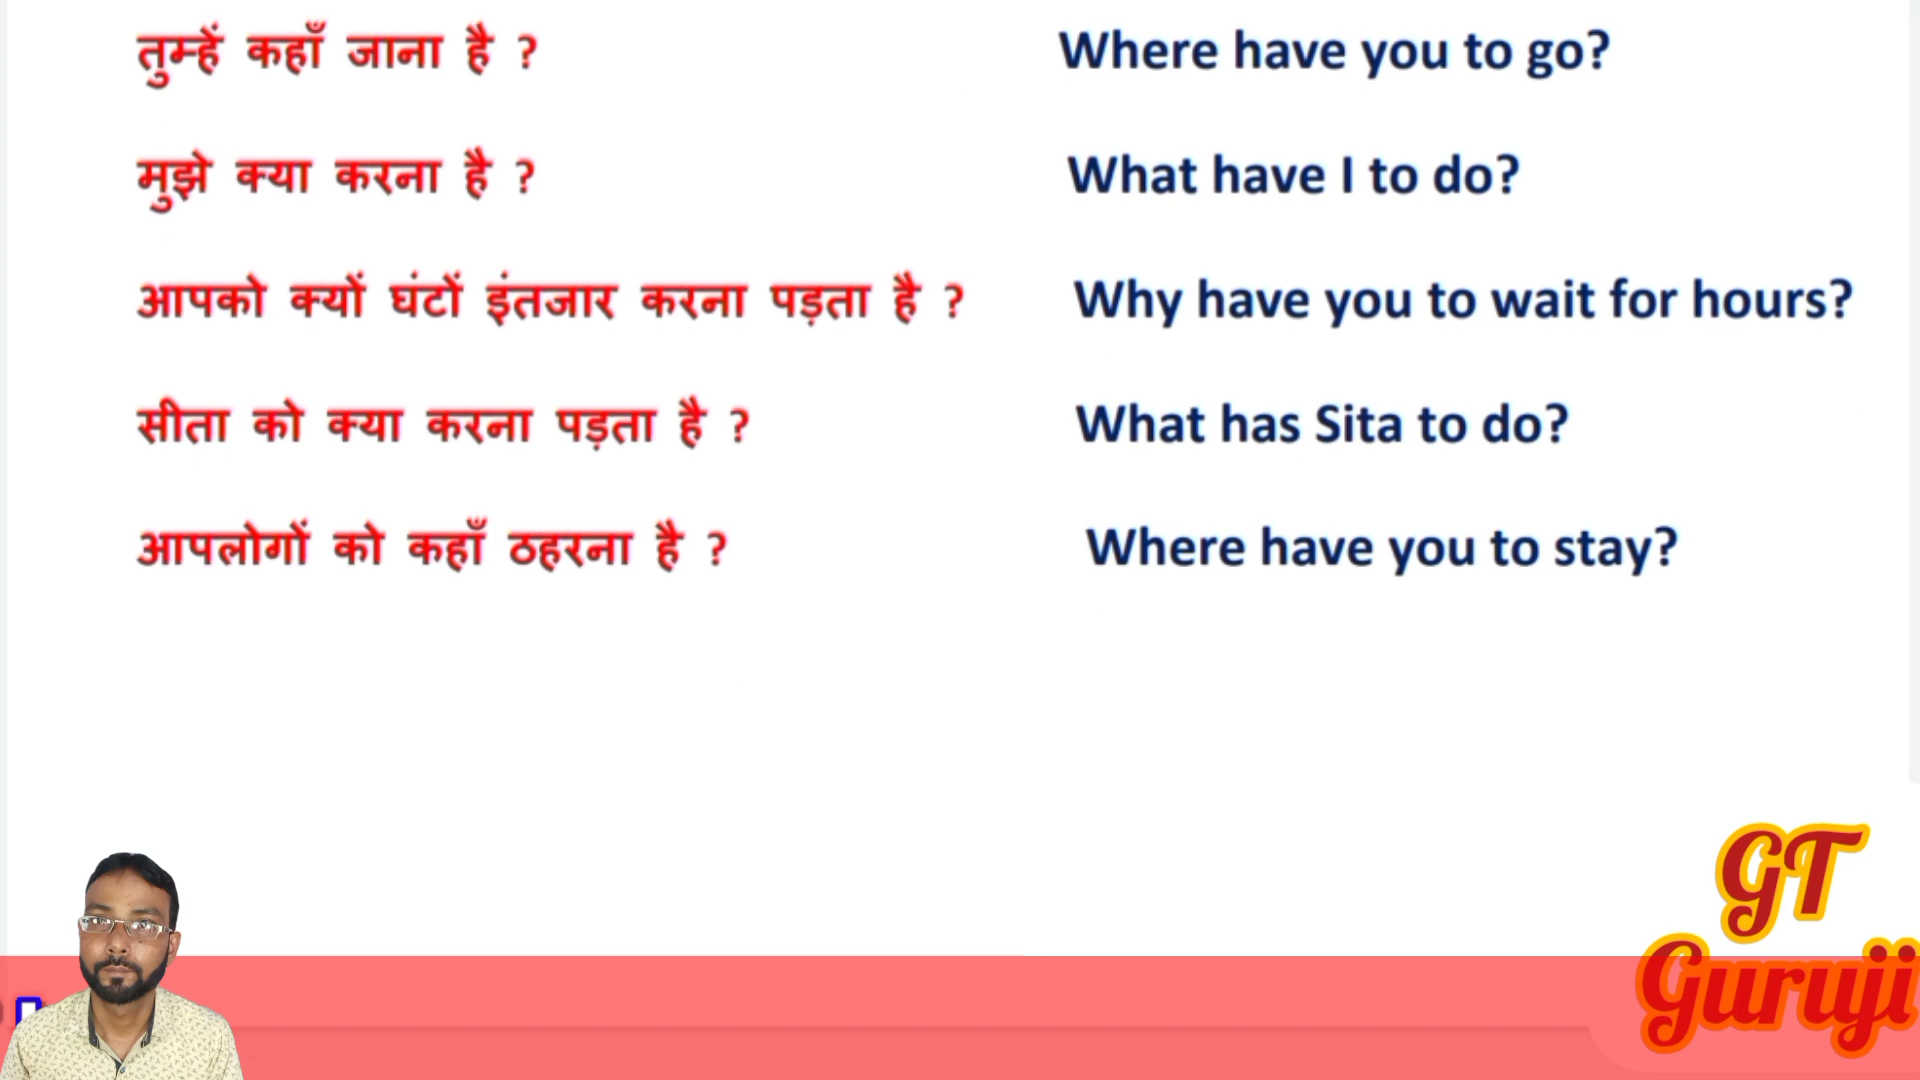 तुम्हें कहाँ जाना है ? Where have you to go?
मुझे क्या करना है ? What have I to do?
आपको क्यों घंटों इंतजार करना पड़ता है ? Why have you to wait for hours?
सीता को क्या करना पड़ता है ? What has Sita to do?
आपलोगों को कहाँ ठहरना है ? Where have you to stay?
GT
Guruji